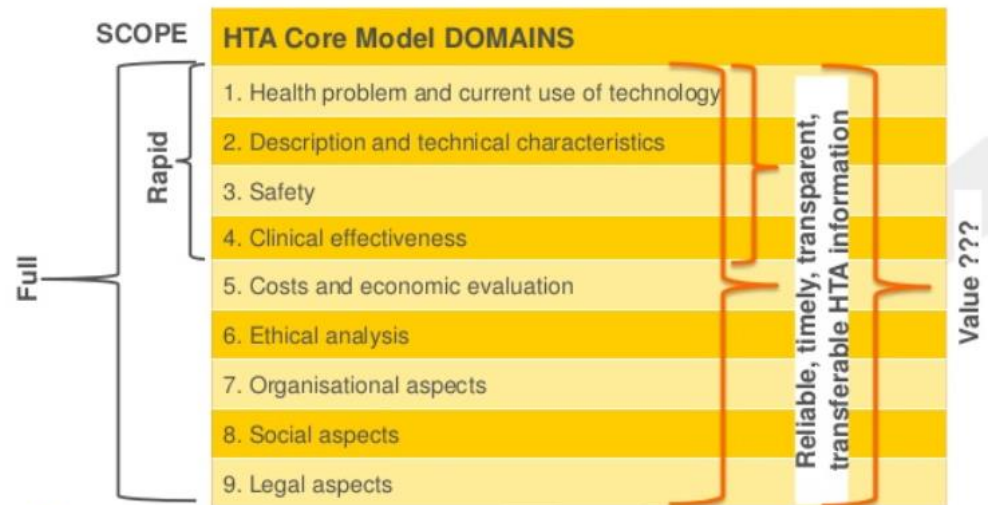 SCOPE
HTA Core Model DOMAINS
1. Health problem and current use of technology
2. Description and technical characteristics
3. Safety
4. Clinical effectiveness
5. Costs and economic evaluation
6. Ethical analysis
7. Organisational aspects
8. Social aspects
9. Legal aspects
Full
Rapid
Reliable, timely, transparent,
transferable HTA information
Value ???